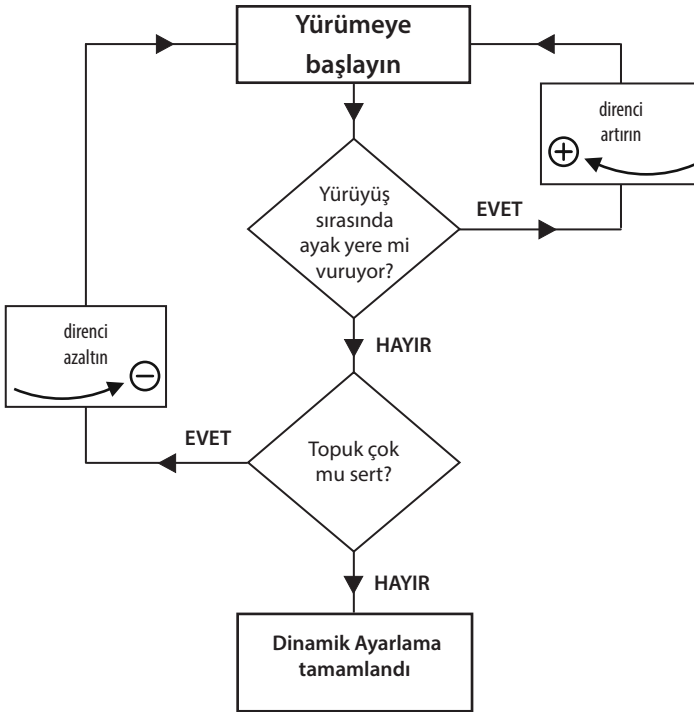 Yürümeye
başlayın
direnci
artırın
+
Yürüyüş
sırasında
ayak yere mi
vuruyor?
EVET
HAYIR
direnci
azaltın
−
EVET
Topuk çok
mu sert?
HAYIR
Dinamik Ayarlama
tamamlandı